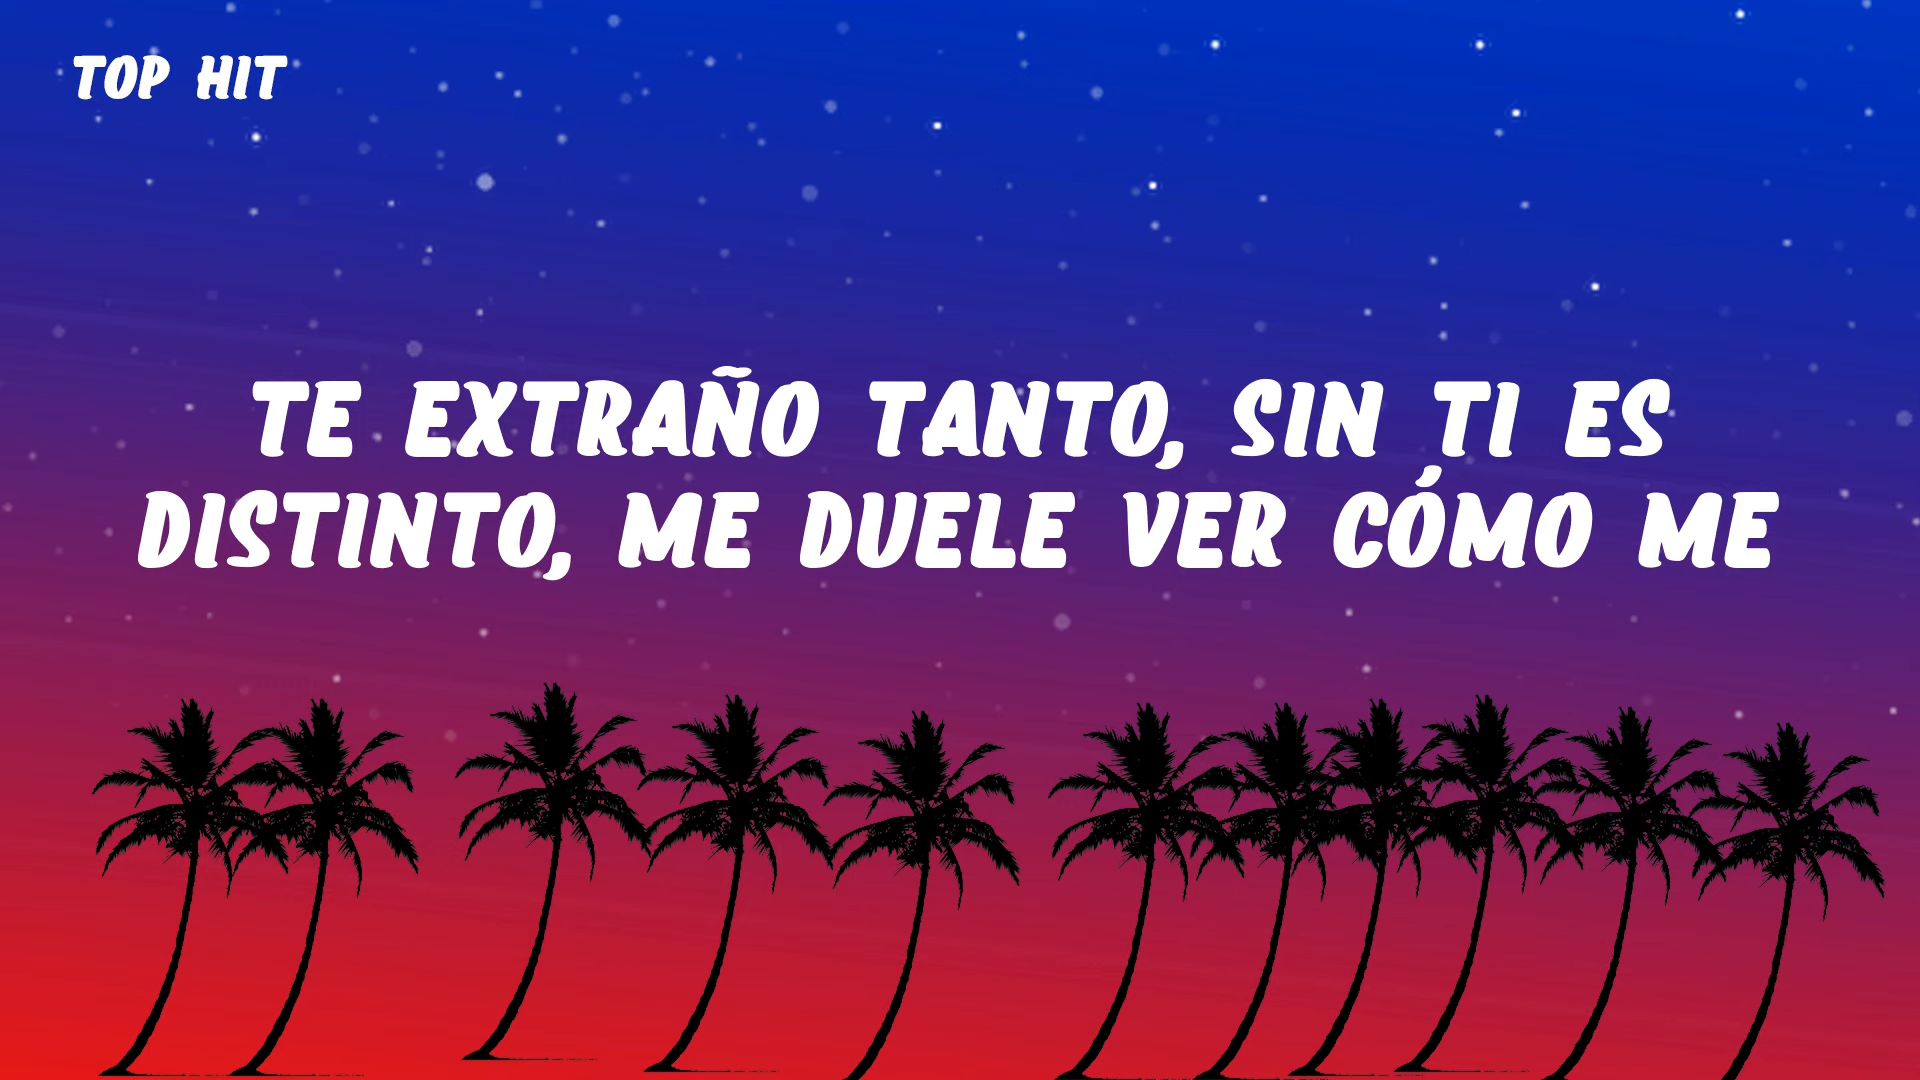 TOP HIT
TE EXTRAÑO TANTO, SIN TI ES
DISTINTO, ME DUELE VER CÓMO ME